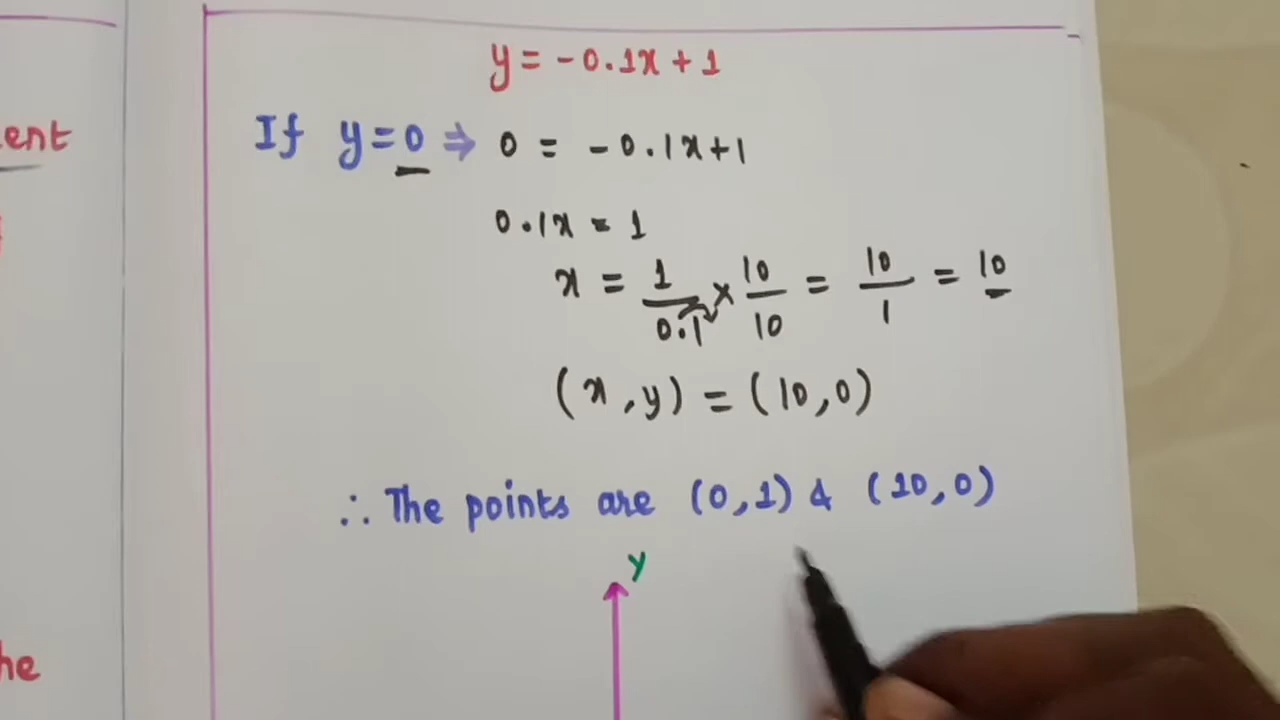 y = -0.1x + 1
ent
If y=0 ⇒ 0 = -0.1x+1
0.1x = 1
x = 1/0.1 × 10/10 = 10/1 = 10
(x,y) = (10,0)
∴ The points are (0,1) & (10,0)
y
he